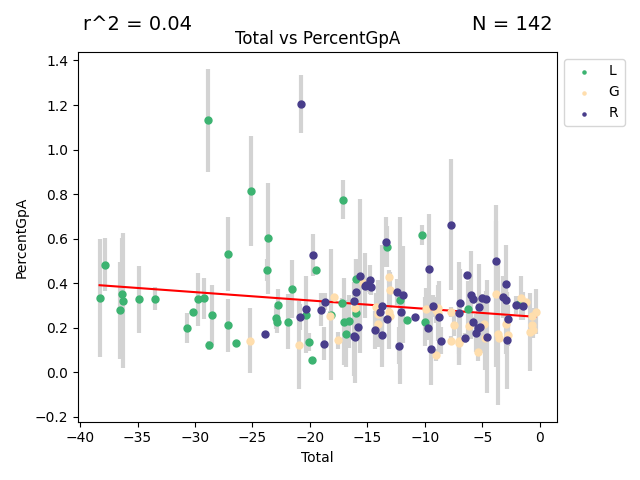 r^2 = 0.04 N = 142
Total vs PercentGpA
1.4
1.2
1.0
0.8
0.6
0.4
0.2
0.0
−0.2
PercentGpA
−40 −35 −30 −25 −20 −15 −10 −5 0
Total
L
G
R